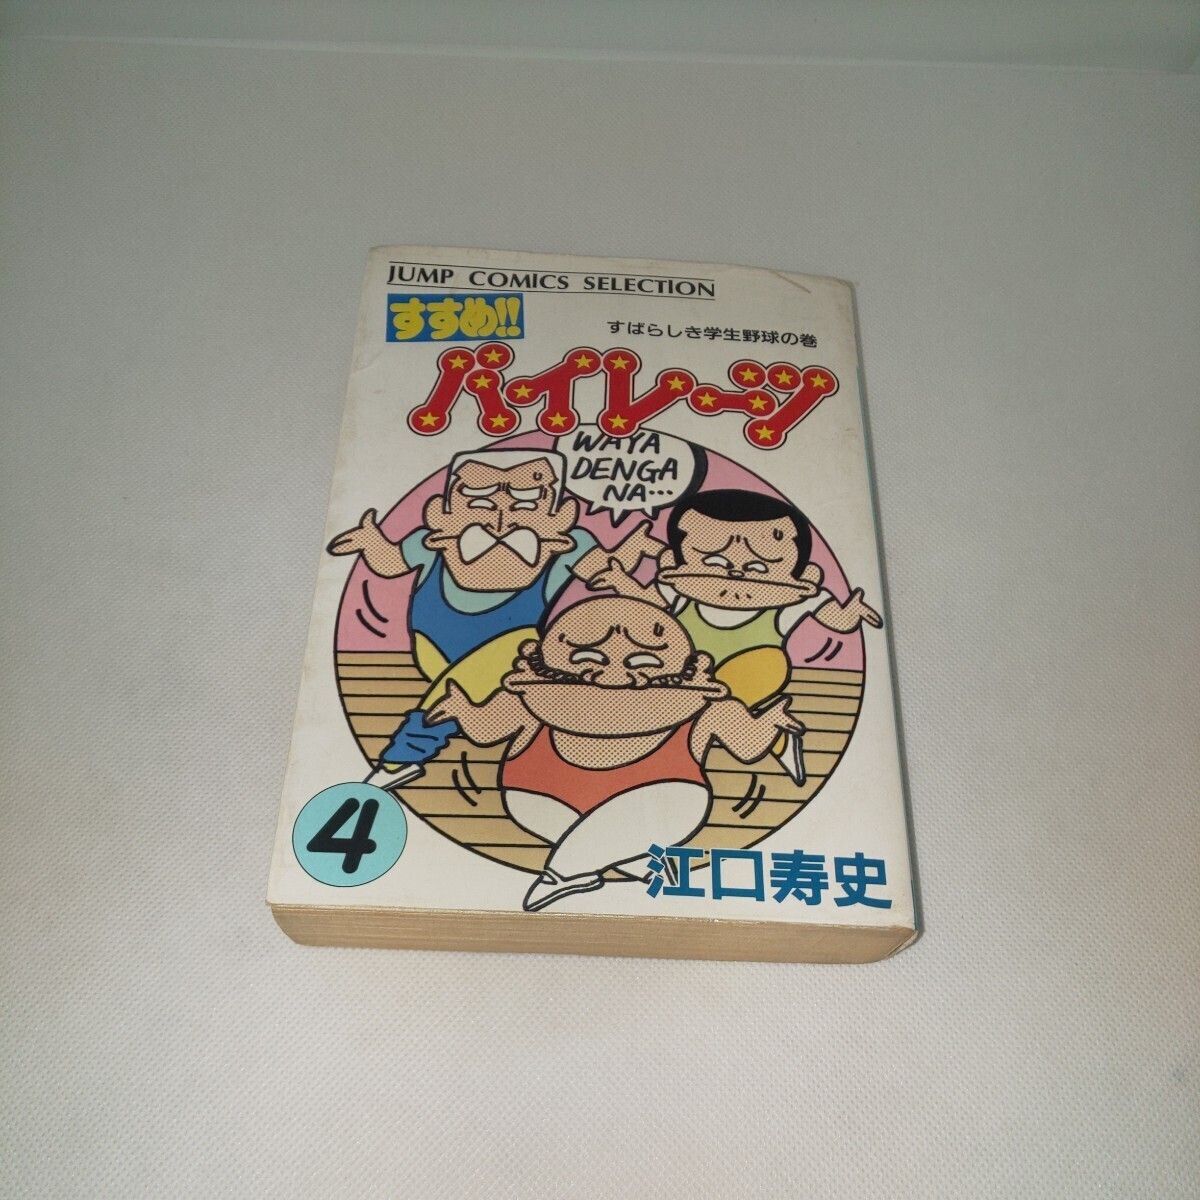 JUMP COMICS SELECTION
すすめ!!
すばらしき学生野球の巻
パイレーツ
WAYA
DENGA
NA…
4
江口寿史